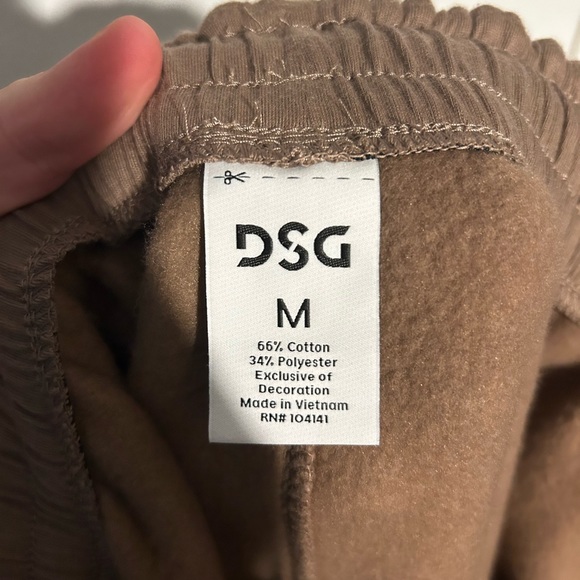 DSG
M
66% Cotton
34% Polyester
Exclusive of
Decoration
Made in Vietnam
RN# 104141